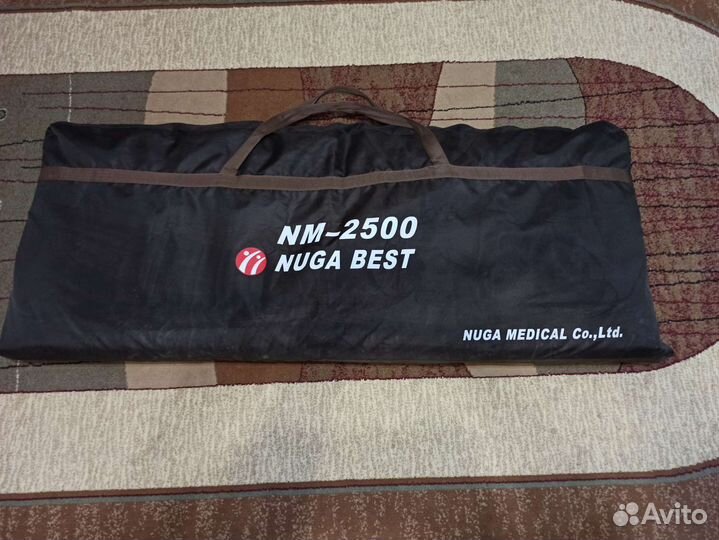 NM-2500
NUGA BEST
NUGA MEDICAL Co.,Ltd.
Avito